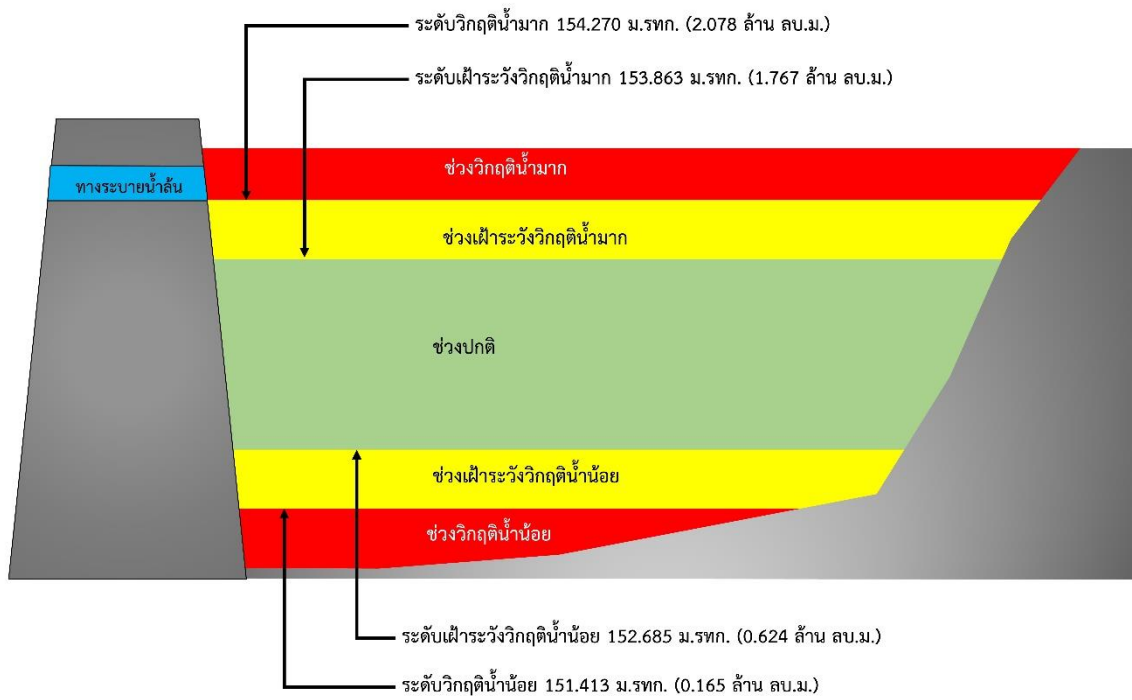 ระดับวิกฤติน้ำมาก 154.270 ม.รทก. (2.078 ล้าน ลบ.ม.)
ระดับเฝ้าระวังวิกฤติน้ำมาก 153.863 ม.รทก. (1.767 ล้าน ลบ.ม.)
ช่วงวิกฤติน้ำมาก
ทางระบายน้ำล้น
ช่วงเฝ้าระวังวิกฤติน้ำมาก
ช่วงปกติ
ช่วงเฝ้าระวังวิกฤติน้ำน้อย
ช่วงวิกฤติน้ำน้อย
ระดับเฝ้าระวังวิกฤติน้ำน้อย 152.685 ม.รทก. (0.624 ล้าน ลบ.ม.)
ระดับวิกฤติน้ำน้อย 151.413 ม.รทก. (0.165 ล้าน ลบ.ม.)